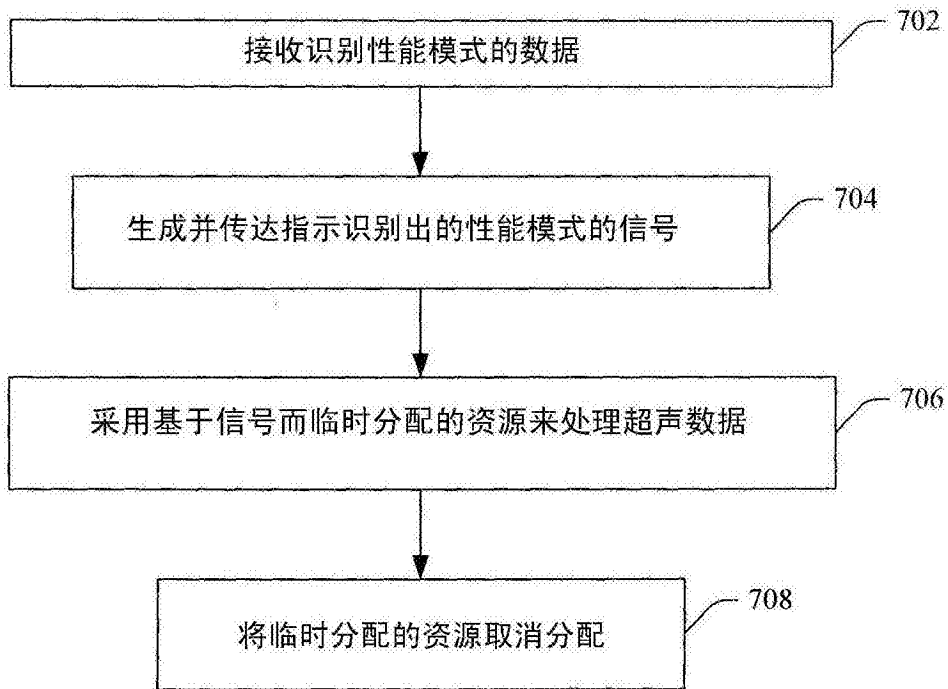 702
接收识别性能模式的数据
704
生成并传达指示识别出的性能模式的信号
706
采用基于信号而临时分配的资源来处理超声数据
708
将临时分配的资源取消分配